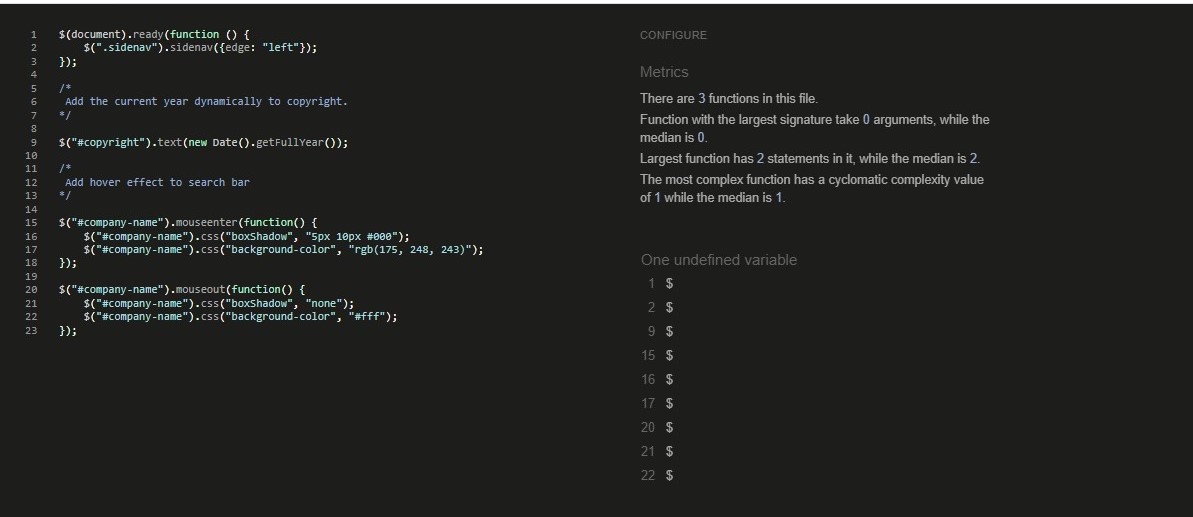 1 $(document).ready(function () {
2     $(".sidenav").sidenav({edge: "left"});
3 });
4
5 /*
6  Add the current year dynamically to copyright.
7 */
8
9 $("#copyright").text(new Date().getFullYear());
10
11 /*
12  Add hover effect to search bar
13 */
14
15 $("#company-name").mouseenter(function() {
16     $("#company-name").css("boxShadow", "5px 10px #000");
17     $("#company-name").css("background-color", "rgb(175, 248, 243)");
18 });
19
20 $("#company-name").mouseout(function() {
21     $("#company-name").css("boxShadow", "none");
22     $("#company-name").css("background-color", "#fff");
23 });
CONFIGURE
Metrics
There are 3 functions in this file.
Function with the largest signature take 0 arguments, while the
median is 0.
Largest function has 2 statements in it, while the median is 2.
The most complex function has a cyclomatic complexity value
of 1 while the median is 1.
One undefined variable
1 $
2 $
9 $
15 $
16 $
17 $
20 $
21 $
22 $